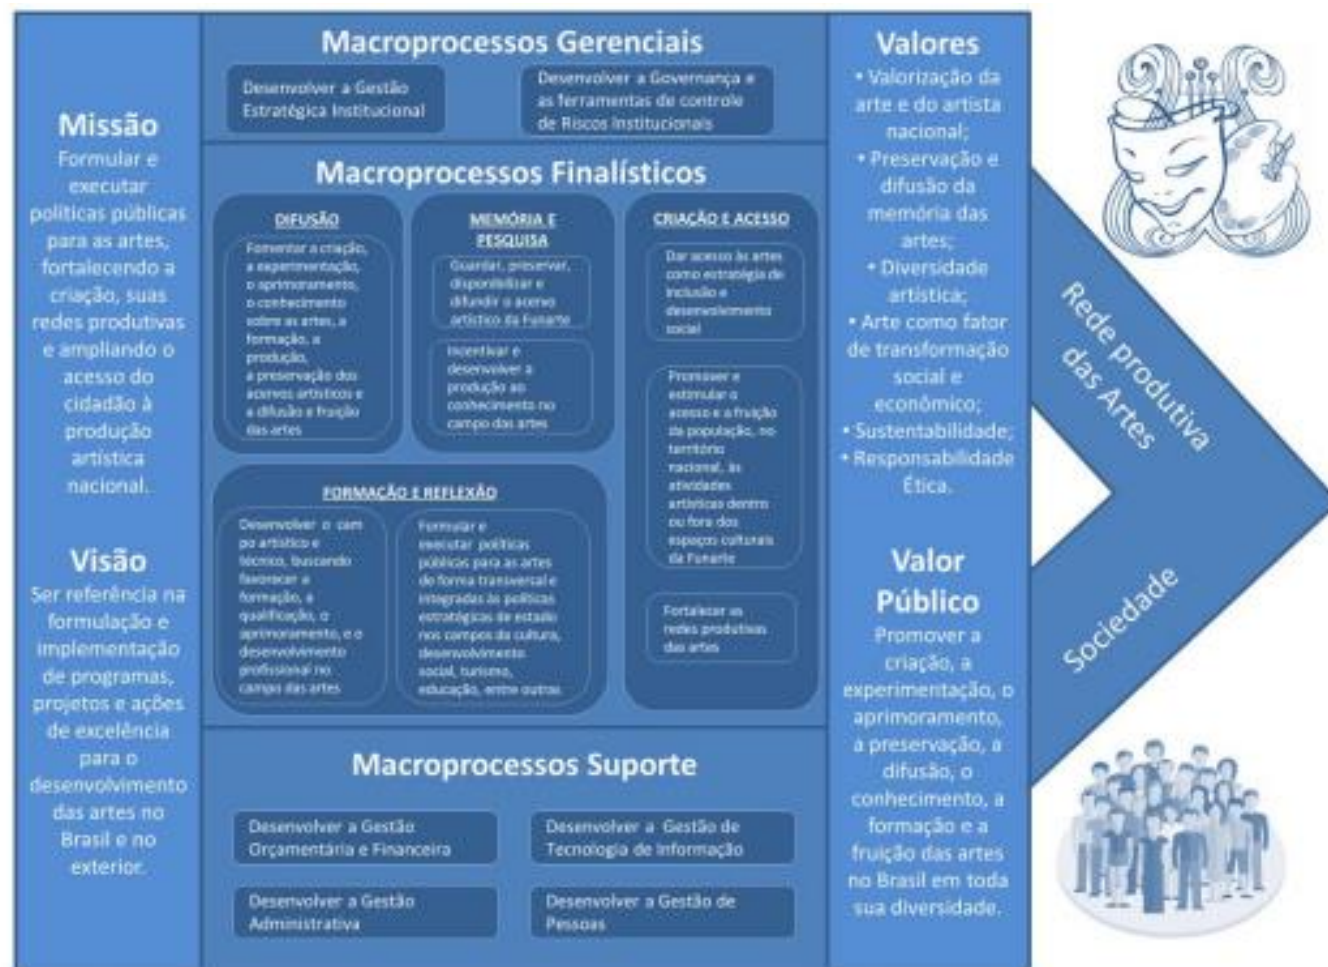 Missão
Formular e
executar
políticas públicas
para as artes,
fortalecendo a
criação, suas
redes produtivas
e ampliando o
acesso do
cidadão à
produção
artística
nacional.
Visão
Ser referência na
formulação e
implementação
de programas,
projetos e ações
de excelência
para o
desenvolvimento
das artes no
Brasil e no
exterior.
Macroprocessos Gerenciais
Desenvolver a Gestão
Estratégica Institucional
Desenvolver a Governança e
as ferramentas de controle
de Riscos Institucionais
Macroprocessos Finalísticos
DIFUSÃO
Fomentar a criação,
a experimentação,
o aprimoramento,
o conhecimento
sobre as artes, a
formação, a
produção,
a preservação dos
acervos artísticos e
a difusão e fruição
das artes
MEMÓRIA E
PESQUISA
Guardar, preservar,
disponibilizar e
difundir o acervo
artístico da Funarte
Incentivar e
desenvolver a
produção ao
conhecimento no
campo das artes
CRIAÇÃO E ACESSO
Dar acesso às artes
como estratégia de
inclusão e
desenvolvimento
social
Promover e
estimular o
acesso e a fruição
da população, no
território
nacional, às
atividades
artísticas dentro
ou fora dos
espaços culturais
da Funarte
Fortalecer as
redes produtivas
das artes
FORMAÇÃO E REFLEXÃO
Desenvolver o cam
po artístico e
técnico, buscando
favorecer a
formação, a
qualificação, o
aprimoramento, e o
desenvolvimento
profissional no
campo das artes
Formular e
executar políticas
públicas para as artes
de forma transversal e
integradas às políticas
estratégicas de estado
nos campos da cultura,
desenvolvimento
social, turismo,
educação, entre outras
Macroprocessos Suporte
Desenvolver a Gestão
Orçamentária e Financeira
Desenvolver a Gestão de
Tecnologia de Informação
Desenvolver a Gestão
Administrativa
Desenvolver a Gestão de
Pessoas
Valores
• Valorização da
arte e do artista
nacional;
• Preservação e
difusão da
memória das
artes;
• Diversidade
artística;
• Arte como fator
de transformação
social e
econômico;
• Sustentabilidade;
• Responsabilidade
Ética.
Valor
Público
Promover a
criação, a
experimentação, o
aprimoramento,
a preservação, a
difusão, o
conhecimento, a
formação e a
fruição das artes
no Brasil em toda
sua diversidade.
Rede produtiva
das Artes
Sociedade